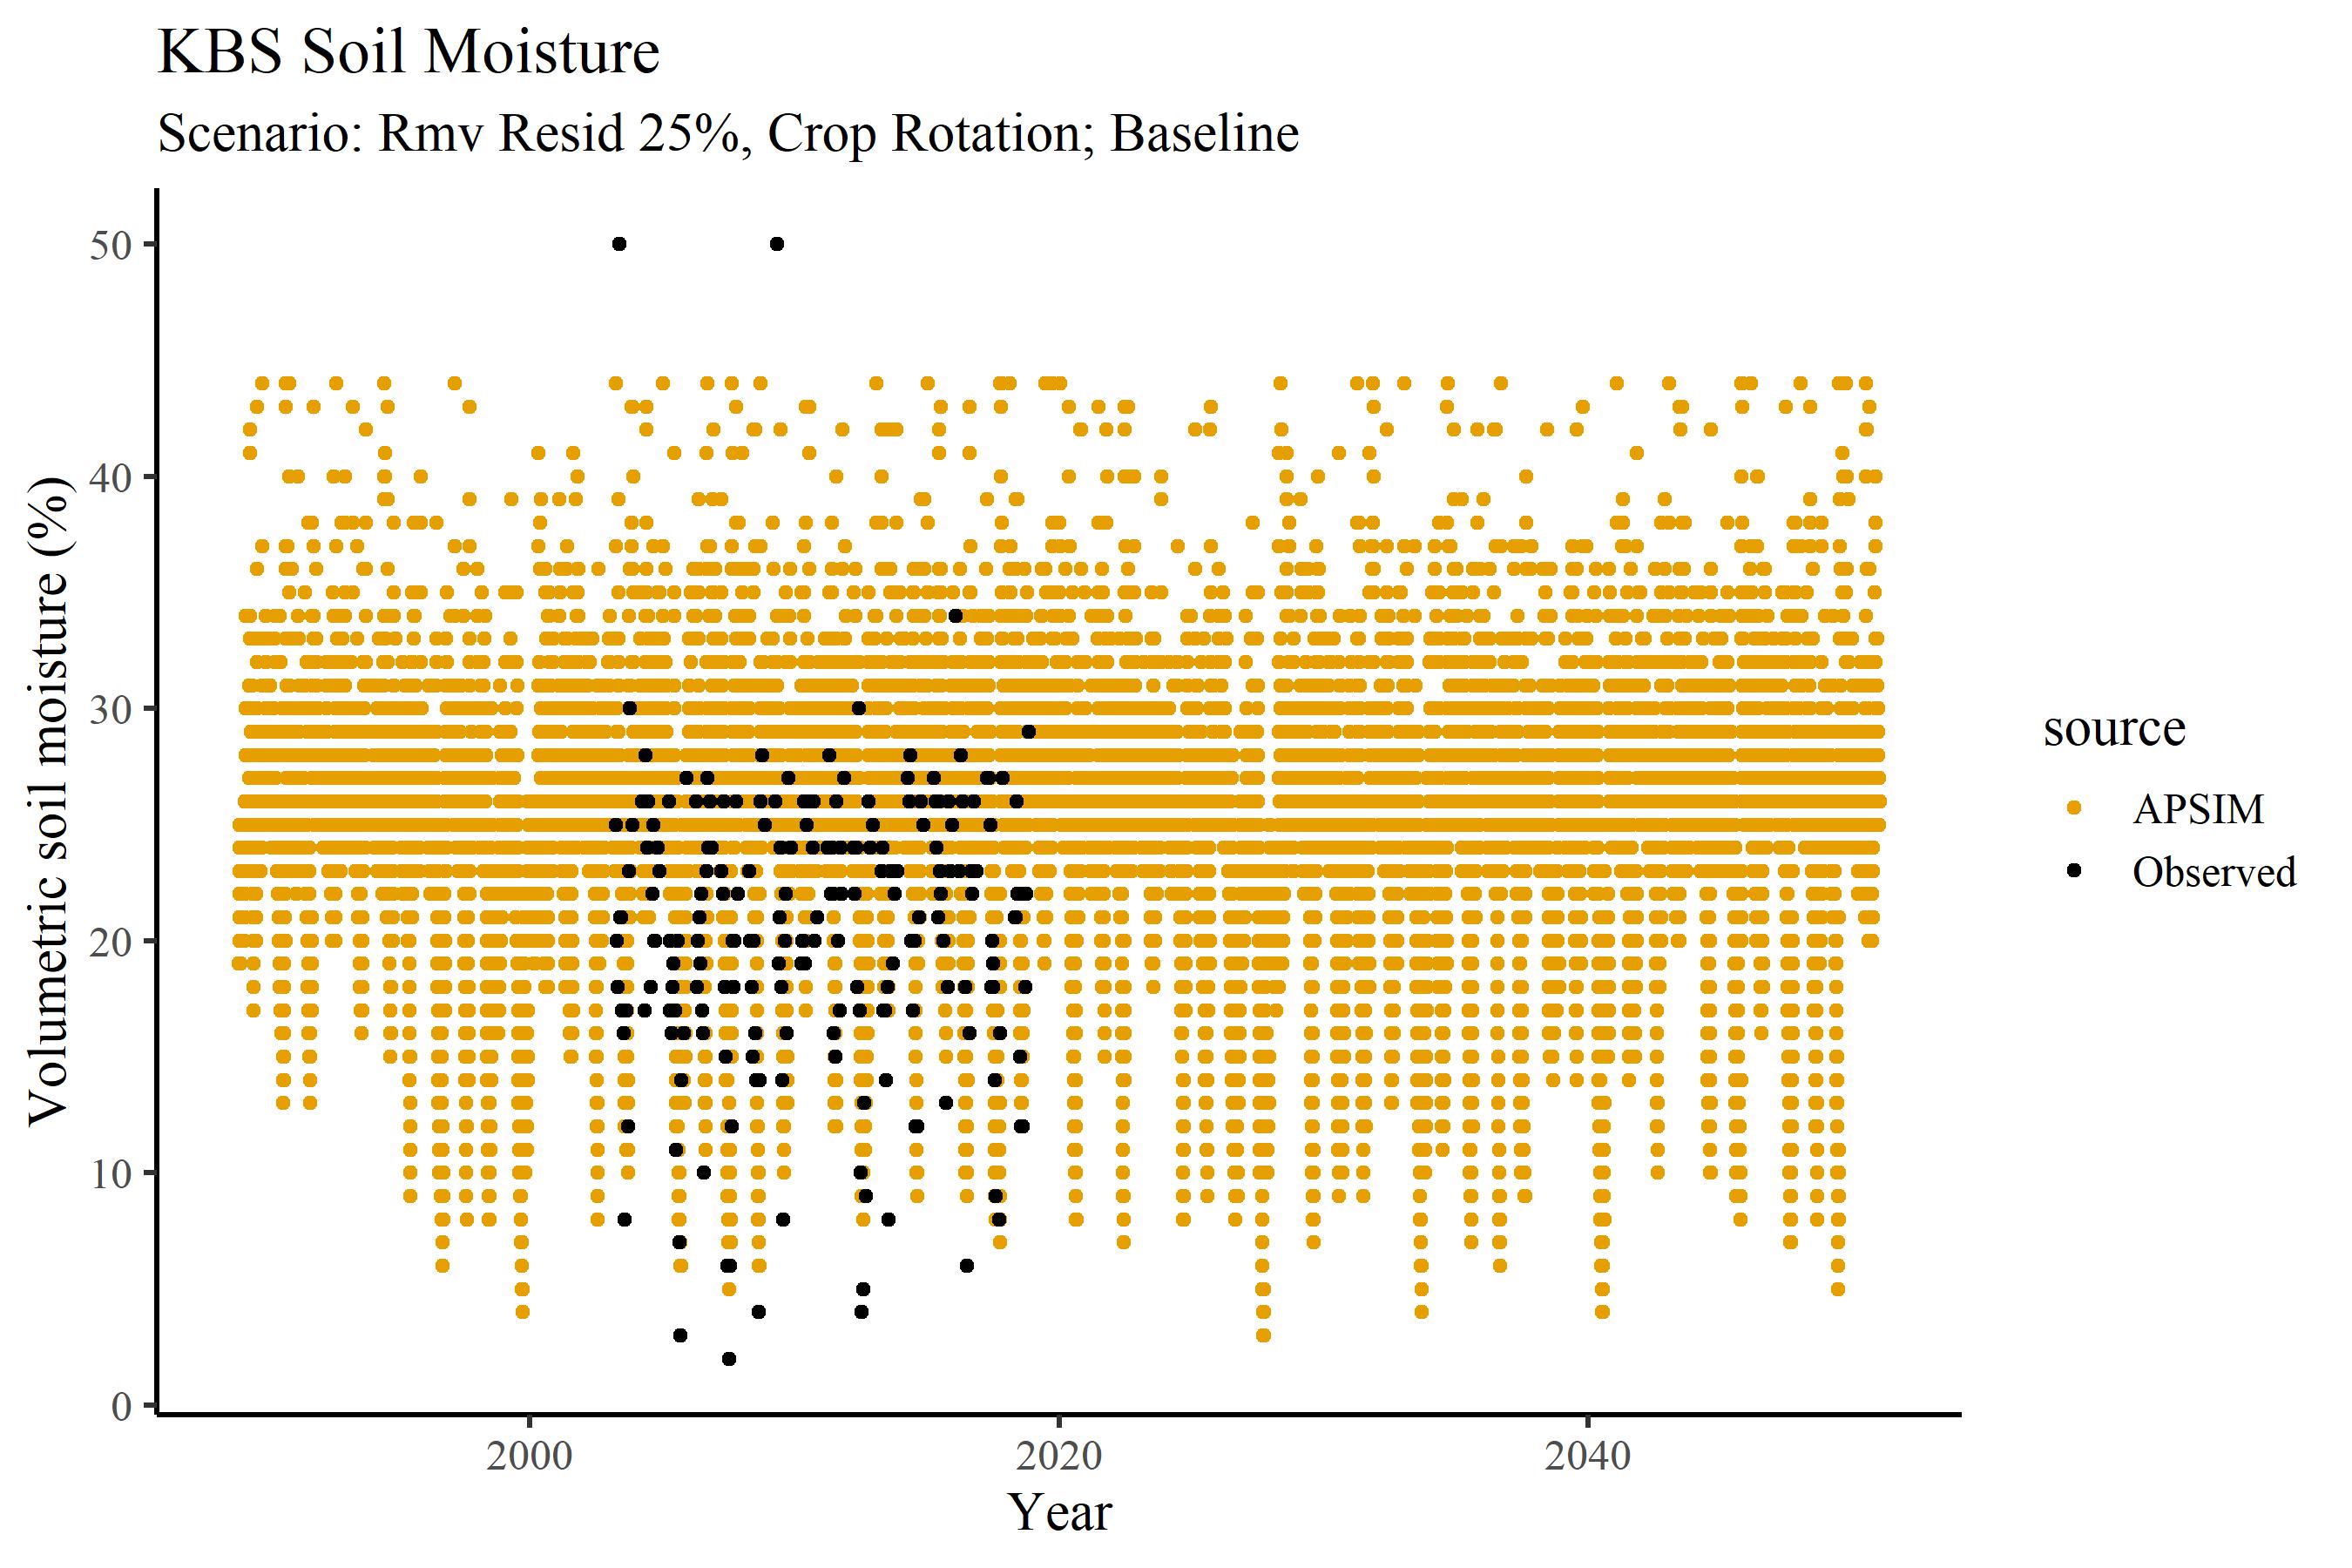 KBS Soil Moisture
Scenario: Rmv Resid 25%, Crop Rotation; Baseline
Volumetric soil moisture (%)
50
40
30
20
10
0
2000
2020
2040
Year
source
APSIM
Observed